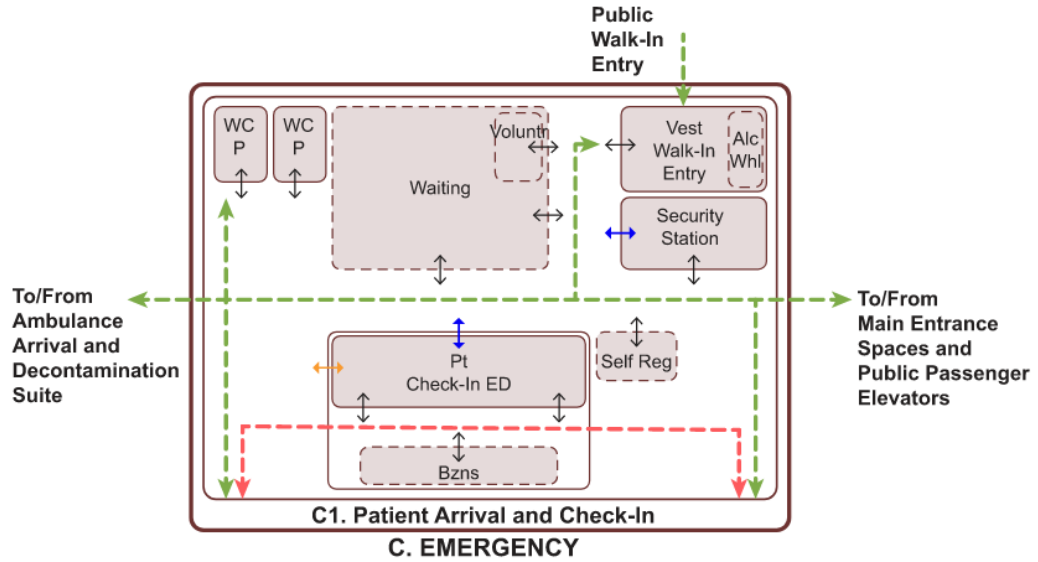 Public
Walk-In
Entry
WC
P
WC
P
Voluntr
Waiting
Vest
Walk-In
Entry
Alc
Whl
Security
Station
To/From
Ambulance
Arrival and
Decontamination
Suite
To/From
Main Entrance
Spaces and
Public Passenger
Elevators
Pt
Check-In ED
Self Reg
Bzns
C1. Patient Arrival and Check-In
C. EMERGENCY